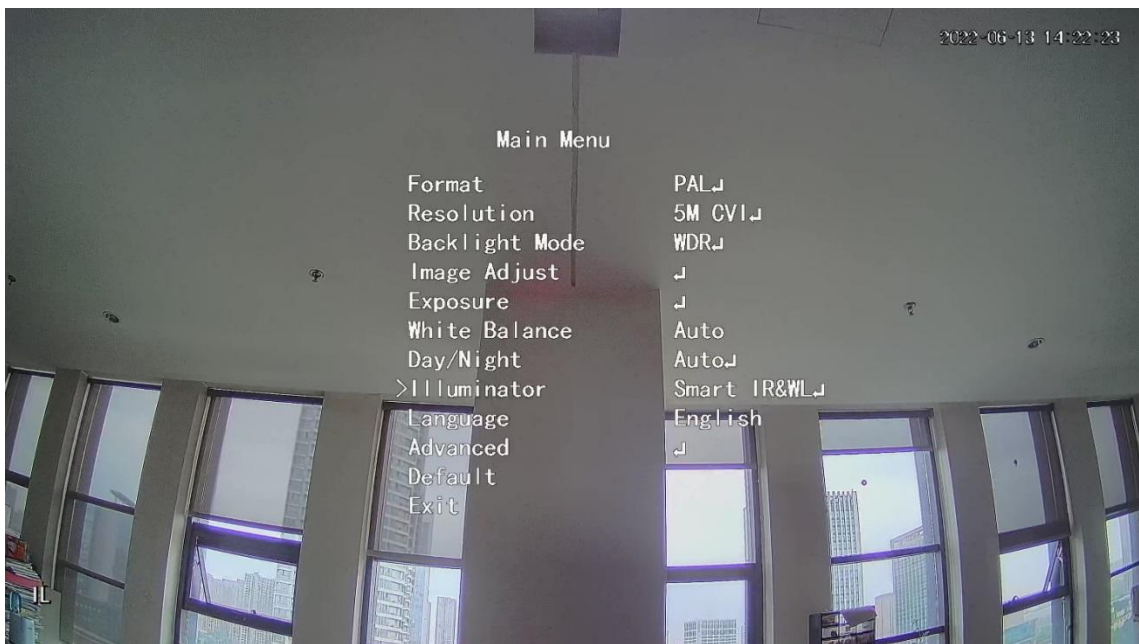 2022-06-13 14:22:23
Main Menu
Format PAL↲
Resolution 5M CVI↲
Backlight Mode WDR↲
Image Adjust ↲
Exposure ↲
White Balance Auto
Day/Night Auto↲
>Illuminator Smart IR&WL↲
Language English
Advanced ↲
Default
Exit
IL